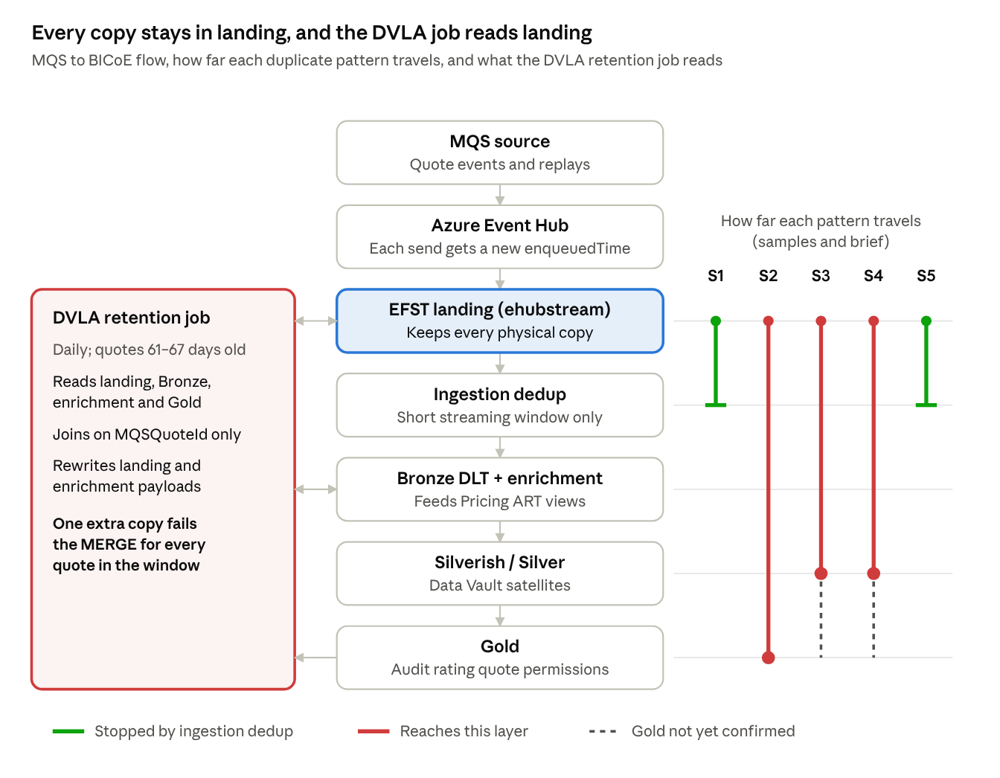 Every copy stays in landing, and the DVLA job reads landing
MQS to BICoE flow, how far each duplicate pattern travels, and what the DVLA retention job reads
MQS source
Quote events and replays
Azure Event Hub
Each send gets a new enqueuedTime
How far each pattern travels
(samples and brief)
S1 S2 S3 S4 S5
EFST landing (ehubstream)
Keeps every physical copy
DVLA retention job
Daily; quotes 61–67 days old
Reads landing, Bronze,
enrichment and Gold
Joins on MQSQuoteId only
Rewrites landing and
enrichment payloads
One extra copy fails
the MERGE for every
quote in the window
Ingestion dedup
Short streaming window only
Bronze DLT + enrichment
Feeds Pricing ART views
Silverish / Silver
Data Vault satellites
Gold
Audit rating quote permissions
Stopped by ingestion dedup
Reaches this layer
Gold not yet confirmed